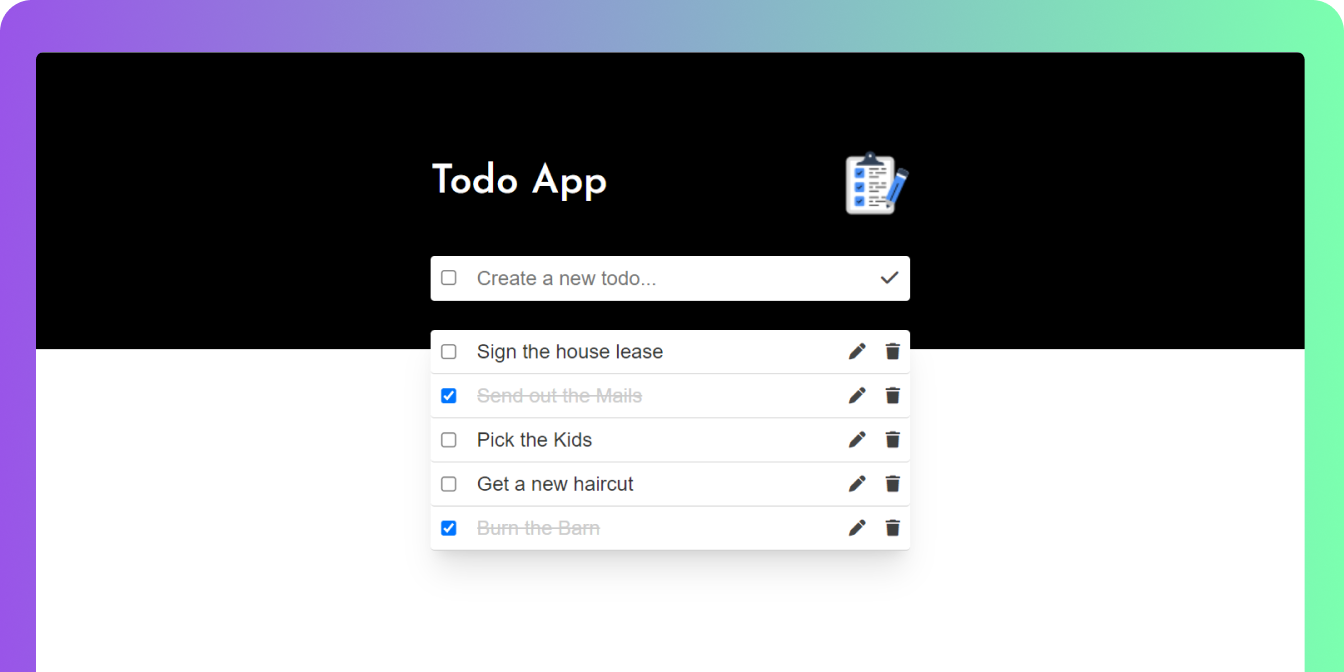 Todo App
Create a new todo...
Sign the house lease
Send out the Mails
Pick the Kids
Get a new haircut
Burn the Barn